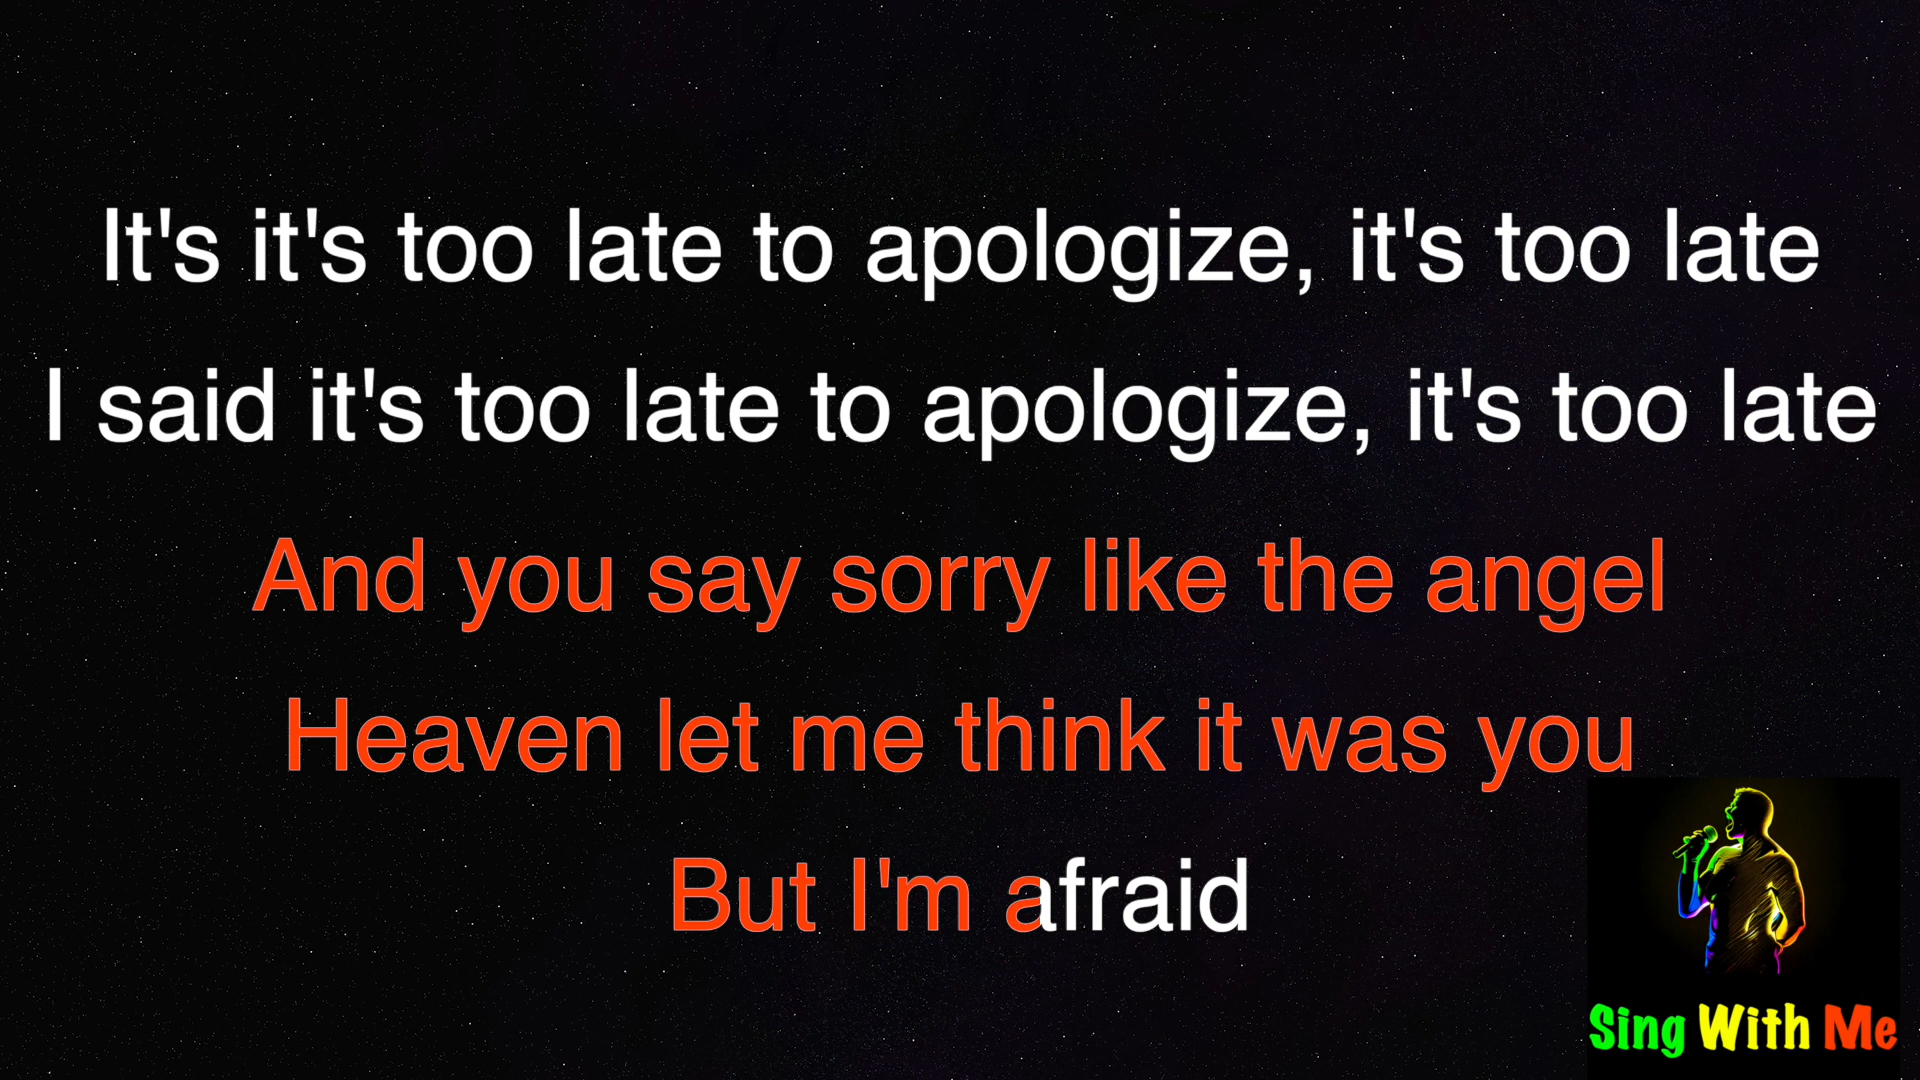 It's it's too late to apologize, it's too late
I said it's too late to apologize, it's too late
And you say sorry like the angel
Heaven let me think it was you
But I'm afraid
Sing With Me